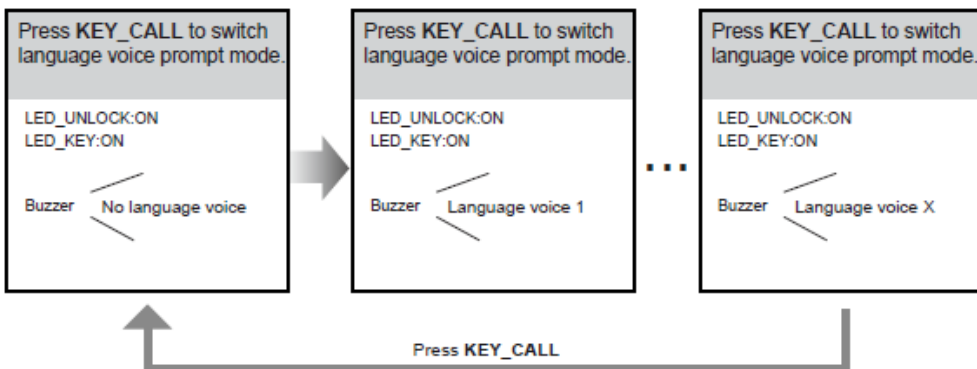 Press KEY_CALL to switch
language voice prompt mode.
LED_UNLOCK:ON
LED_KEY:ON
Buzzer No language voice
Press KEY_CALL to switch
language voice prompt mode.
LED_UNLOCK:ON
LED_KEY:ON
Buzzer Language voice 1
...
Press KEY_CALL to switch
language voice prompt mode.
LED_UNLOCK:ON
LED_KEY:ON
Buzzer Language voice X
Press KEY_CALL